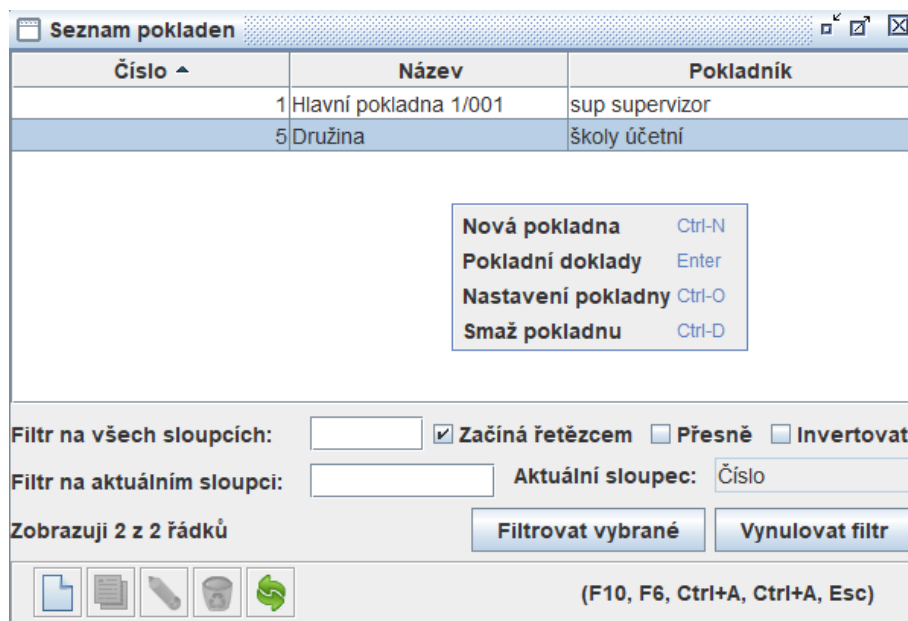 Seznam pokladen
Číslo Název Pokladník
1 Hlavní pokladna 1/001 sup supervizor
5 Družina školy účetní
Nová pokladna Ctrl-N
Pokladní doklady Enter
Nastavení pokladny Ctrl-O
Smaž pokladnu Ctrl-D
Filtr na všech sloupcích: Začíná řetězcem Přesně Invertovat
Filtr na aktuálním sloupci: Aktuální sloupec: Číslo
Zobrazuji 2 z 2 řádků Filtrovat vybrané Vynulovat filtr
(F10, F6, Ctrl+A, Ctrl+A, Esc)